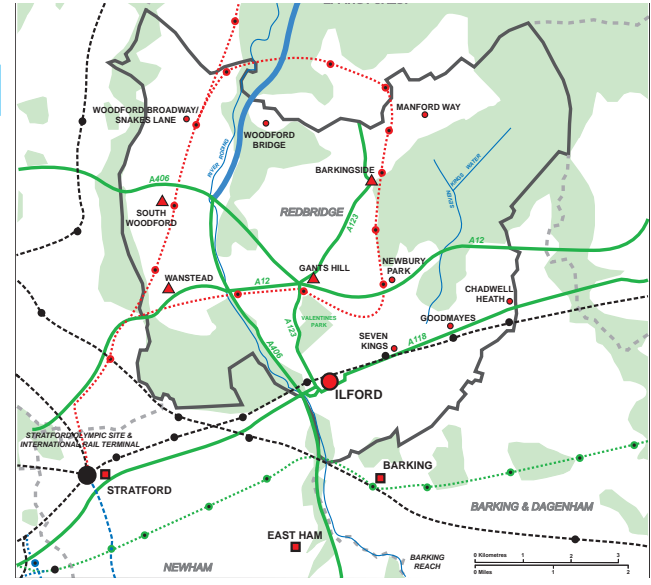 WOODFORD BROADWAY/
SNAKES LANE
MANFORD WAY
WOODFORD
BRIDGE
RIVER RODING
KINGS WATER
SEVEN
BARKINGSIDE
A406
SOUTH
WOODFORD
REDBRIDGE
A123
A12
WANSTEAD
A12
GANTS HILL
NEWBURY
PARK
CHADWELL
HEATH
VALENTINES
PARK
GOODMAYES
A123
SEVEN
KINGS
A118
A406
ILFORD
STRATFORD OLYMPIC SITE &
INTERNATIONAL RAIL TERMINAL
STRATFORD
BARKING
BARKING & DAGENHAM
EAST HAM
NEWHAM
BARKING
REACH
0 Kilometres 1 2 3
0 Miles 1 2